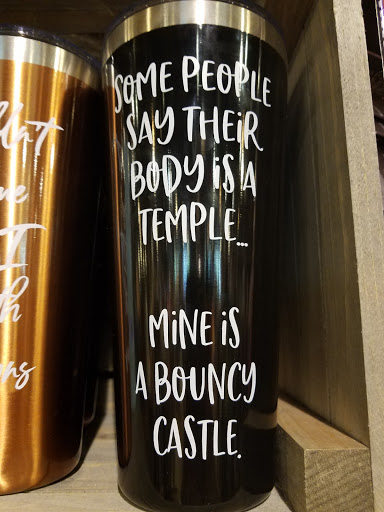 SOME PEOPLE
SAY THEiR
BODY iS A
TEMPLE...
MiNE iS
A BOUNCY
CASTLE.